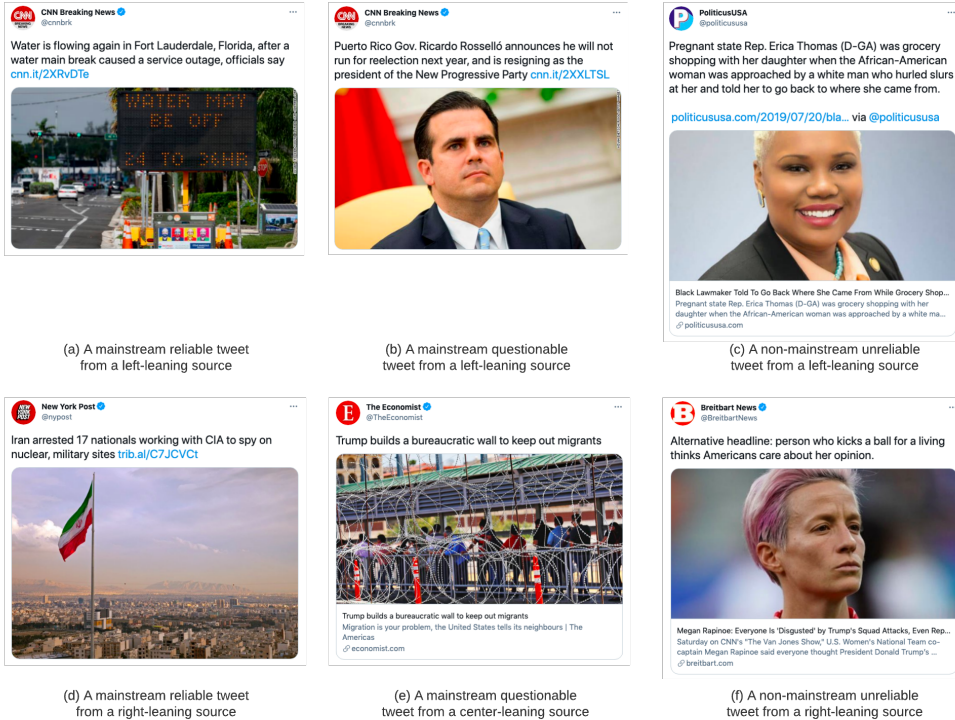 CNN Breaking News
@cnnbrk
Water is flowing again in Fort Lauderdale, Florida, after a
water main break caused a service outage, officials say
cnn.it/2XRvDTe
WATER MAY
BE OFF
24 TO 36HR
(a) A mainstream reliable tweet
from a left-leaning source
CNN Breaking News
@cnnbrk
Puerto Rico Gov. Ricardo Rosselló announces he will not
run for reelection next year, and is resigning as the
president of the New Progressive Party cnn.it/2XXLTSL
(b) A mainstream questionable
tweet from a left-leaning source
PoliticusUSA
@politicususa
Pregnant state Rep. Erica Thomas (D-GA) was grocery
shopping with her daughter when the African-American
woman was approached by a white man who hurled slurs
at her and told her to go back to where she came from.
politicususa.com/2019/07/20/bla... via @politicususa
Black Lawmaker Told To Go Back Where She Came From While Grocery Shop...
Pregnant state Rep. Erica Thomas (D-GA) was grocery shopping with her
daughter when the African-American woman was approached by a white ma...
politicususa.com
(c) A non-mainstream unreliable
tweet from a left-leaning source
NEW
YORK
POST
New York Post
@nypost
Iran arrested 17 nationals working with CIA to spy on
nuclear, military sites trib.al/C7JCVCt
(d) A mainstream reliable tweet
from a right-leaning source
E
The Economist
@TheEconomist
Trump builds a bureaucratic wall to keep out migrants
Trump builds a bureaucratic wall to keep out migrants
Migration is your problem, the United States tells its neighbours | The
Americas
economist.com
(e) A mainstream questionable
tweet from a center-leaning source
B
Breitbart News
@BreitbartNews
Alternative headline: person who kicks a ball for a living
thinks Americans care about her opinion.
Megan Rapinoe: Everyone Is 'Disgusted' by Trump's Squad Attacks, Even Rep...
Saturday on CNN's "The Van Jones Show," U.S. Women's National Team co-
captain Megan Rapinoe said everyone thought President Donald Trump's ...
breitbart.com
(f) A non-mainstream unreliable
tweet from a right-leaning source